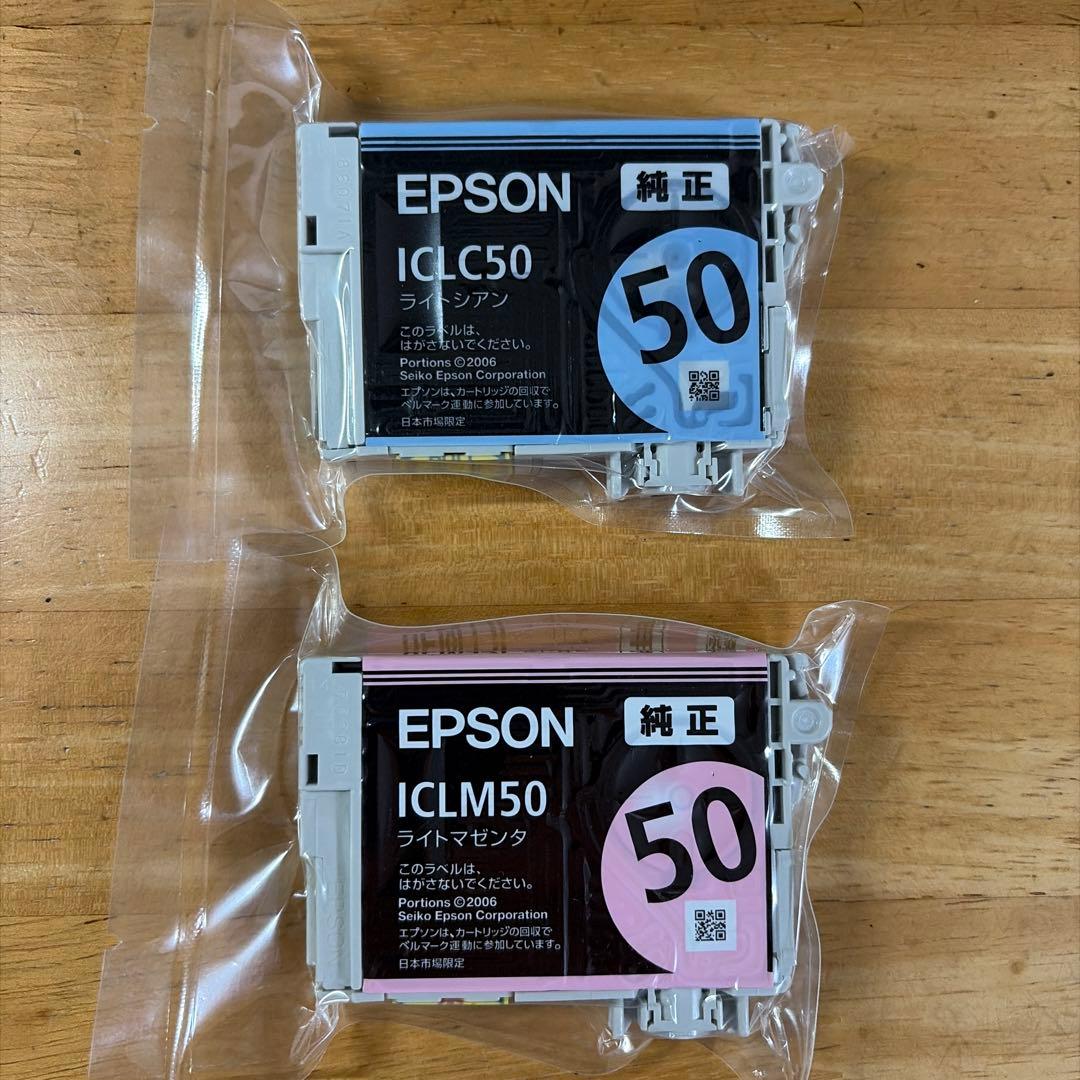 EPSON
純正
ICLC50
ライトシアン
50
このラベルは、
はがさないでください。
Portions ©2006
Seiko Epson Corporation
エプソンは、カートリッジの回収で
ベルマーク運動に参加しています。
日本市場限定
EPSON
純正
ICLM50
ライトマゼンタ
50
このラベルは、
はがさないでください。
Portions ©2006
Seiko Epson Corporation
エプソンは、カートリッジの回収で
ベルマーク運動に参加しています。
日本市場限定